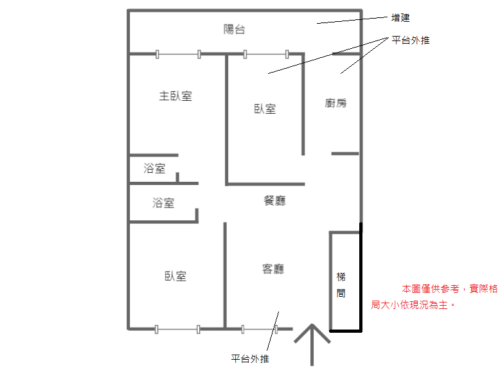 增建
陽台
平台外推
主臥室
臥室
廚房
浴室
浴室
餐廳
臥室
客廳
梯
間
本圖僅供參考，實際格
局大小依現況為主。
平台外推